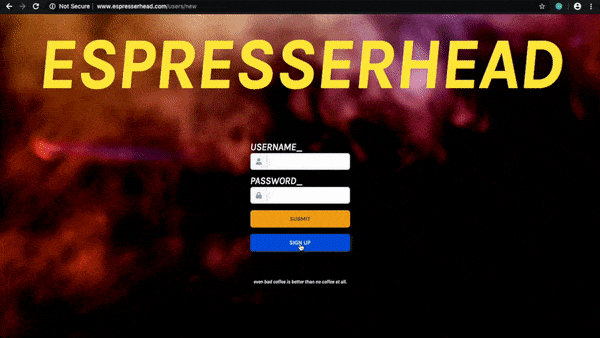 Not Secure | www.espresserhead.com/users/new
ESPRESSERHEAD
USERNAME_
PASSWORD_
SUBMIT
SIGN UP
even bad coffee is better than no coffee at all.